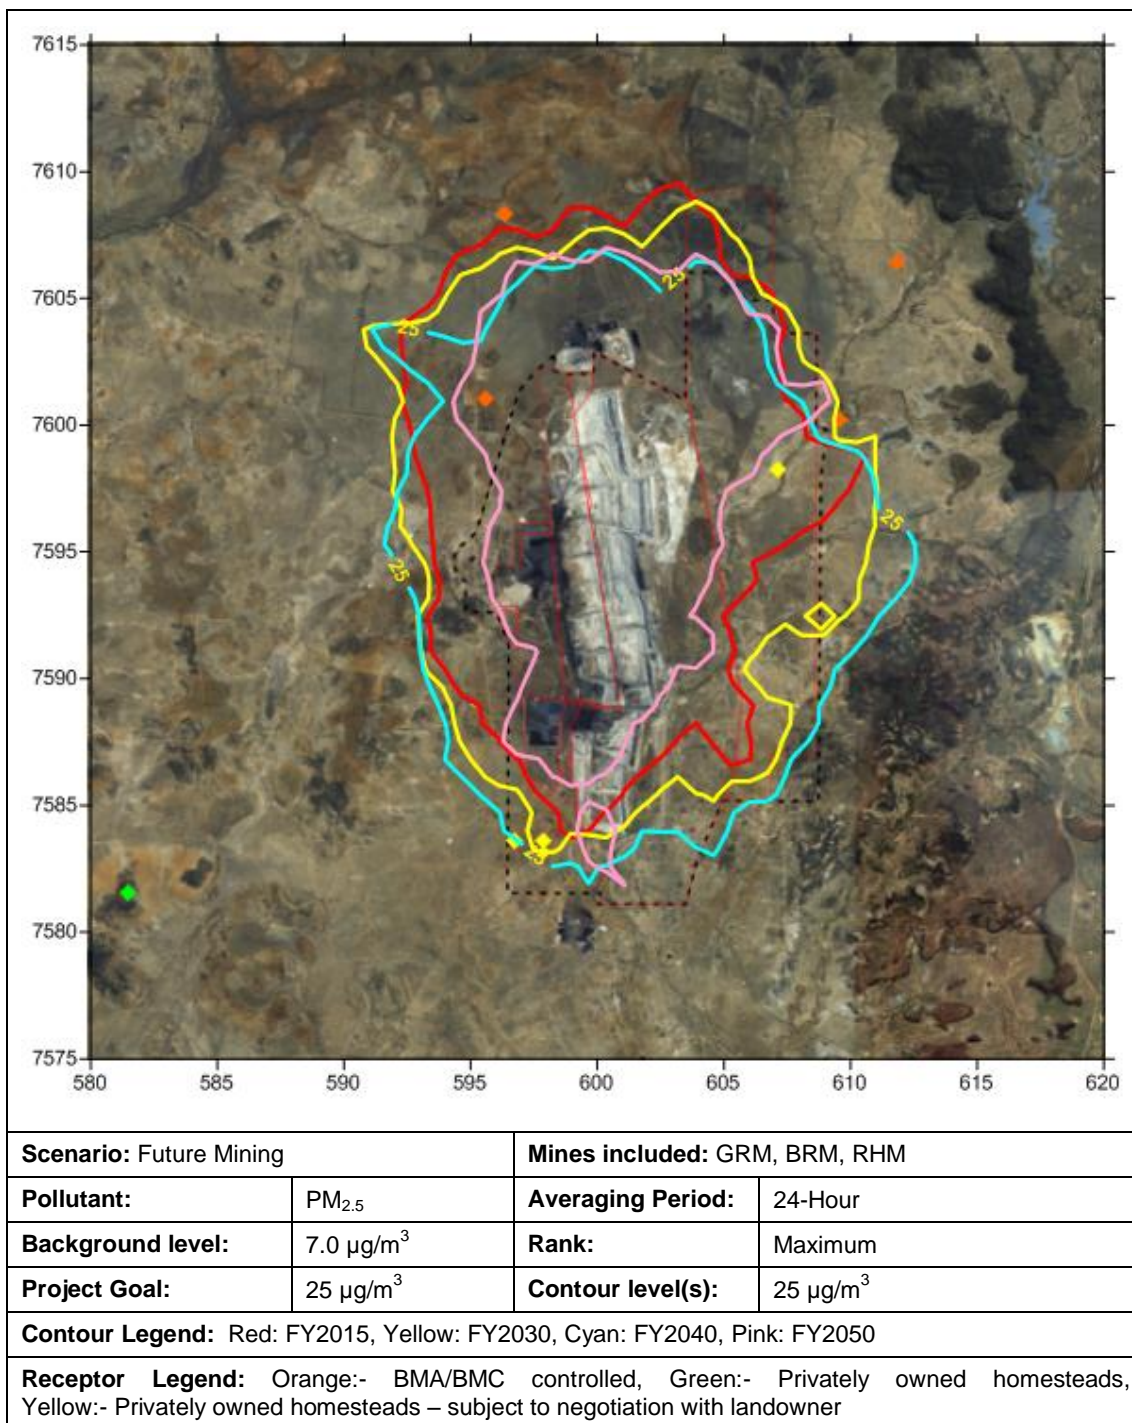 7615
7610
25
7605
25
7600
25
7595
25
7590
7585
25
7580
7575
580 585 590 595 600 605 610 615 620
Scenario: Future Mining Mines included: GRM, BRM, RHM
Pollutant: PM2.5 Averaging Period: 24-Hour
Background level: 7.0 µg/m3 Rank: Maximum
Project Goal: 25 µg/m3 Contour level(s): 25 µg/m3
Contour Legend: Red: FY2015, Yellow: FY2030, Cyan: FY2040, Pink: FY2050
Receptor Legend: Orange:- BMA/BMC controlled, Green:- Privately owned homesteads,
Yellow:- Privately owned homesteads – subject to negotiation with landowner